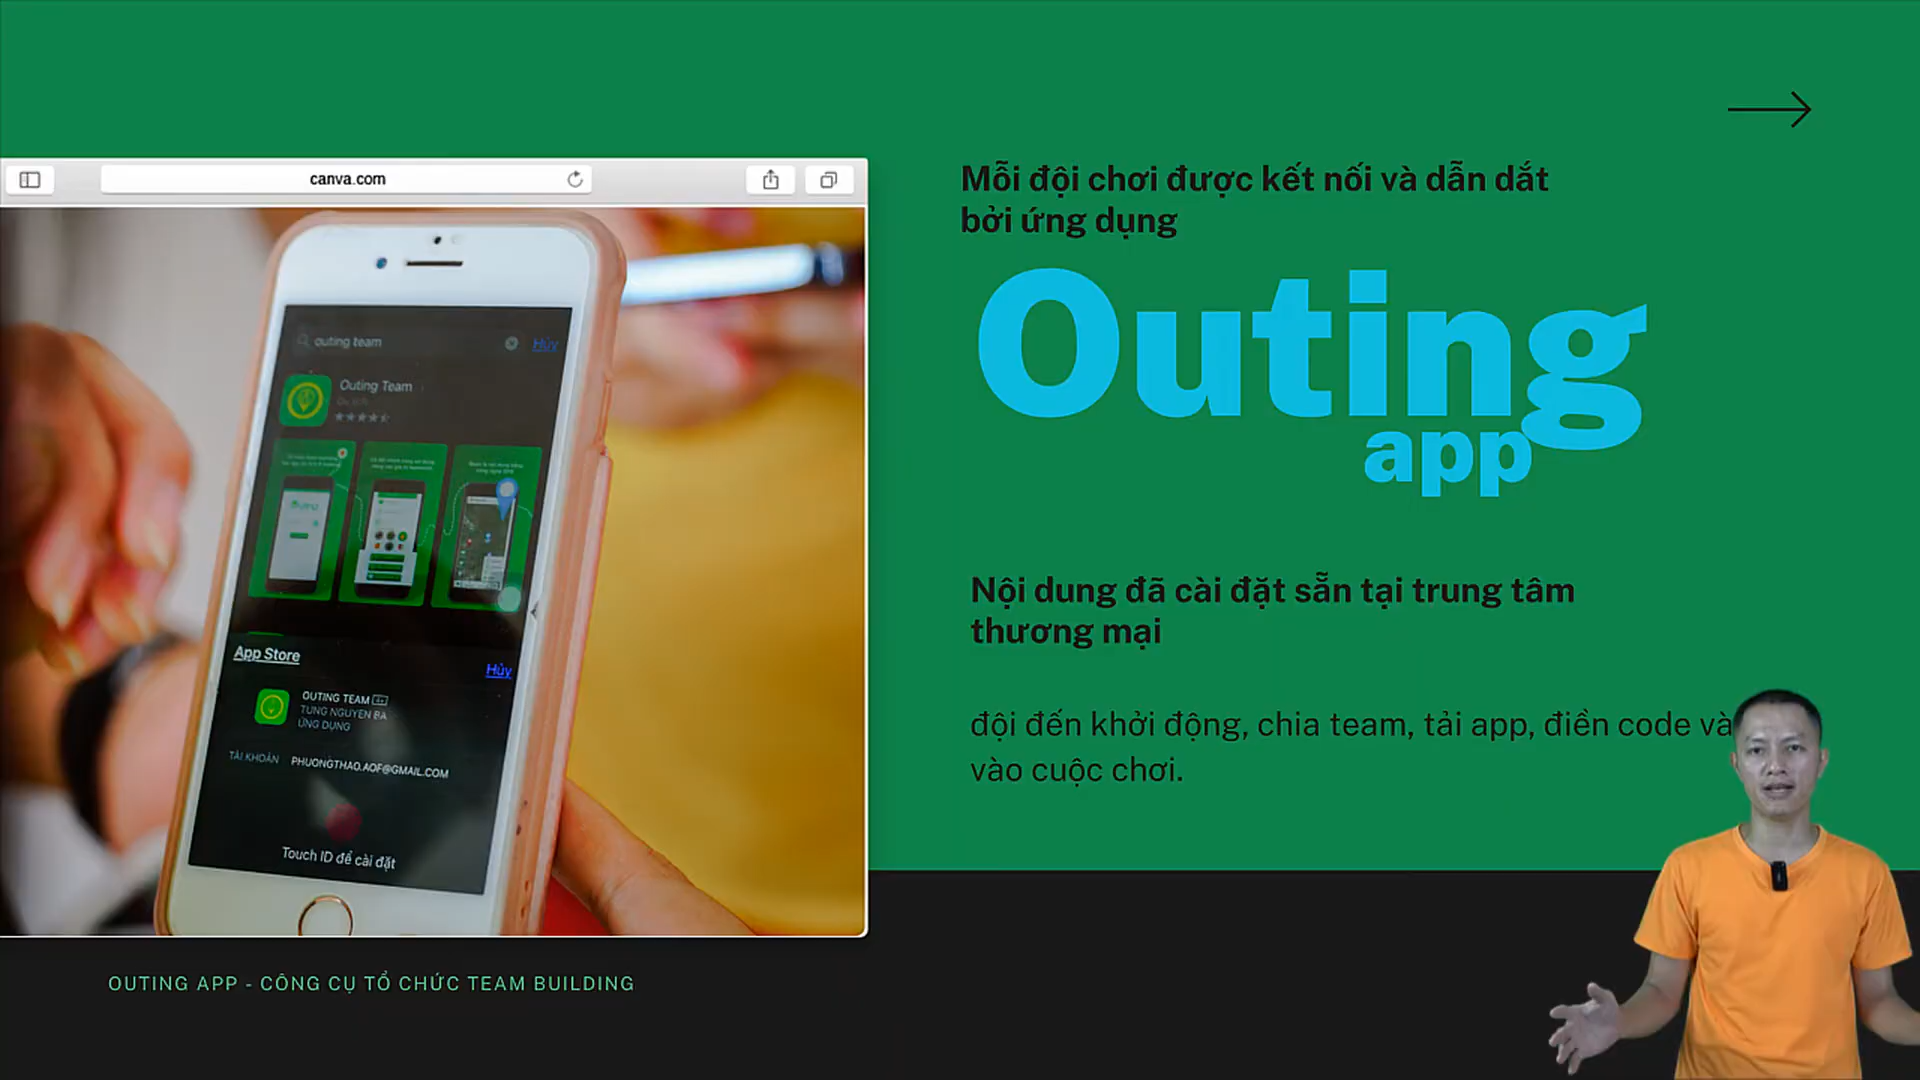 canva.com
Mỗi đội chơi được kết nối và dẫn dắt
bởi ứng dụng
Outing
app
outing team
Hủy
Outing Team
App Store
Hủy
OUTING TEAM 4+
TUNG NGUYEN BA
ỨNG DỤNG
TÀI KHOẢN PHUONGTHAO.AOF@GMAIL.COM
Touch ID để cài đặt
Nội dung đã cài đặt sẵn tại trung tâm
thương mại
đội đến khởi động, chia team, tải app, điền code và
vào cuộc chơi.
OUTING APP - CÔNG CỤ TỔ CHỨC TEAM BUILDING